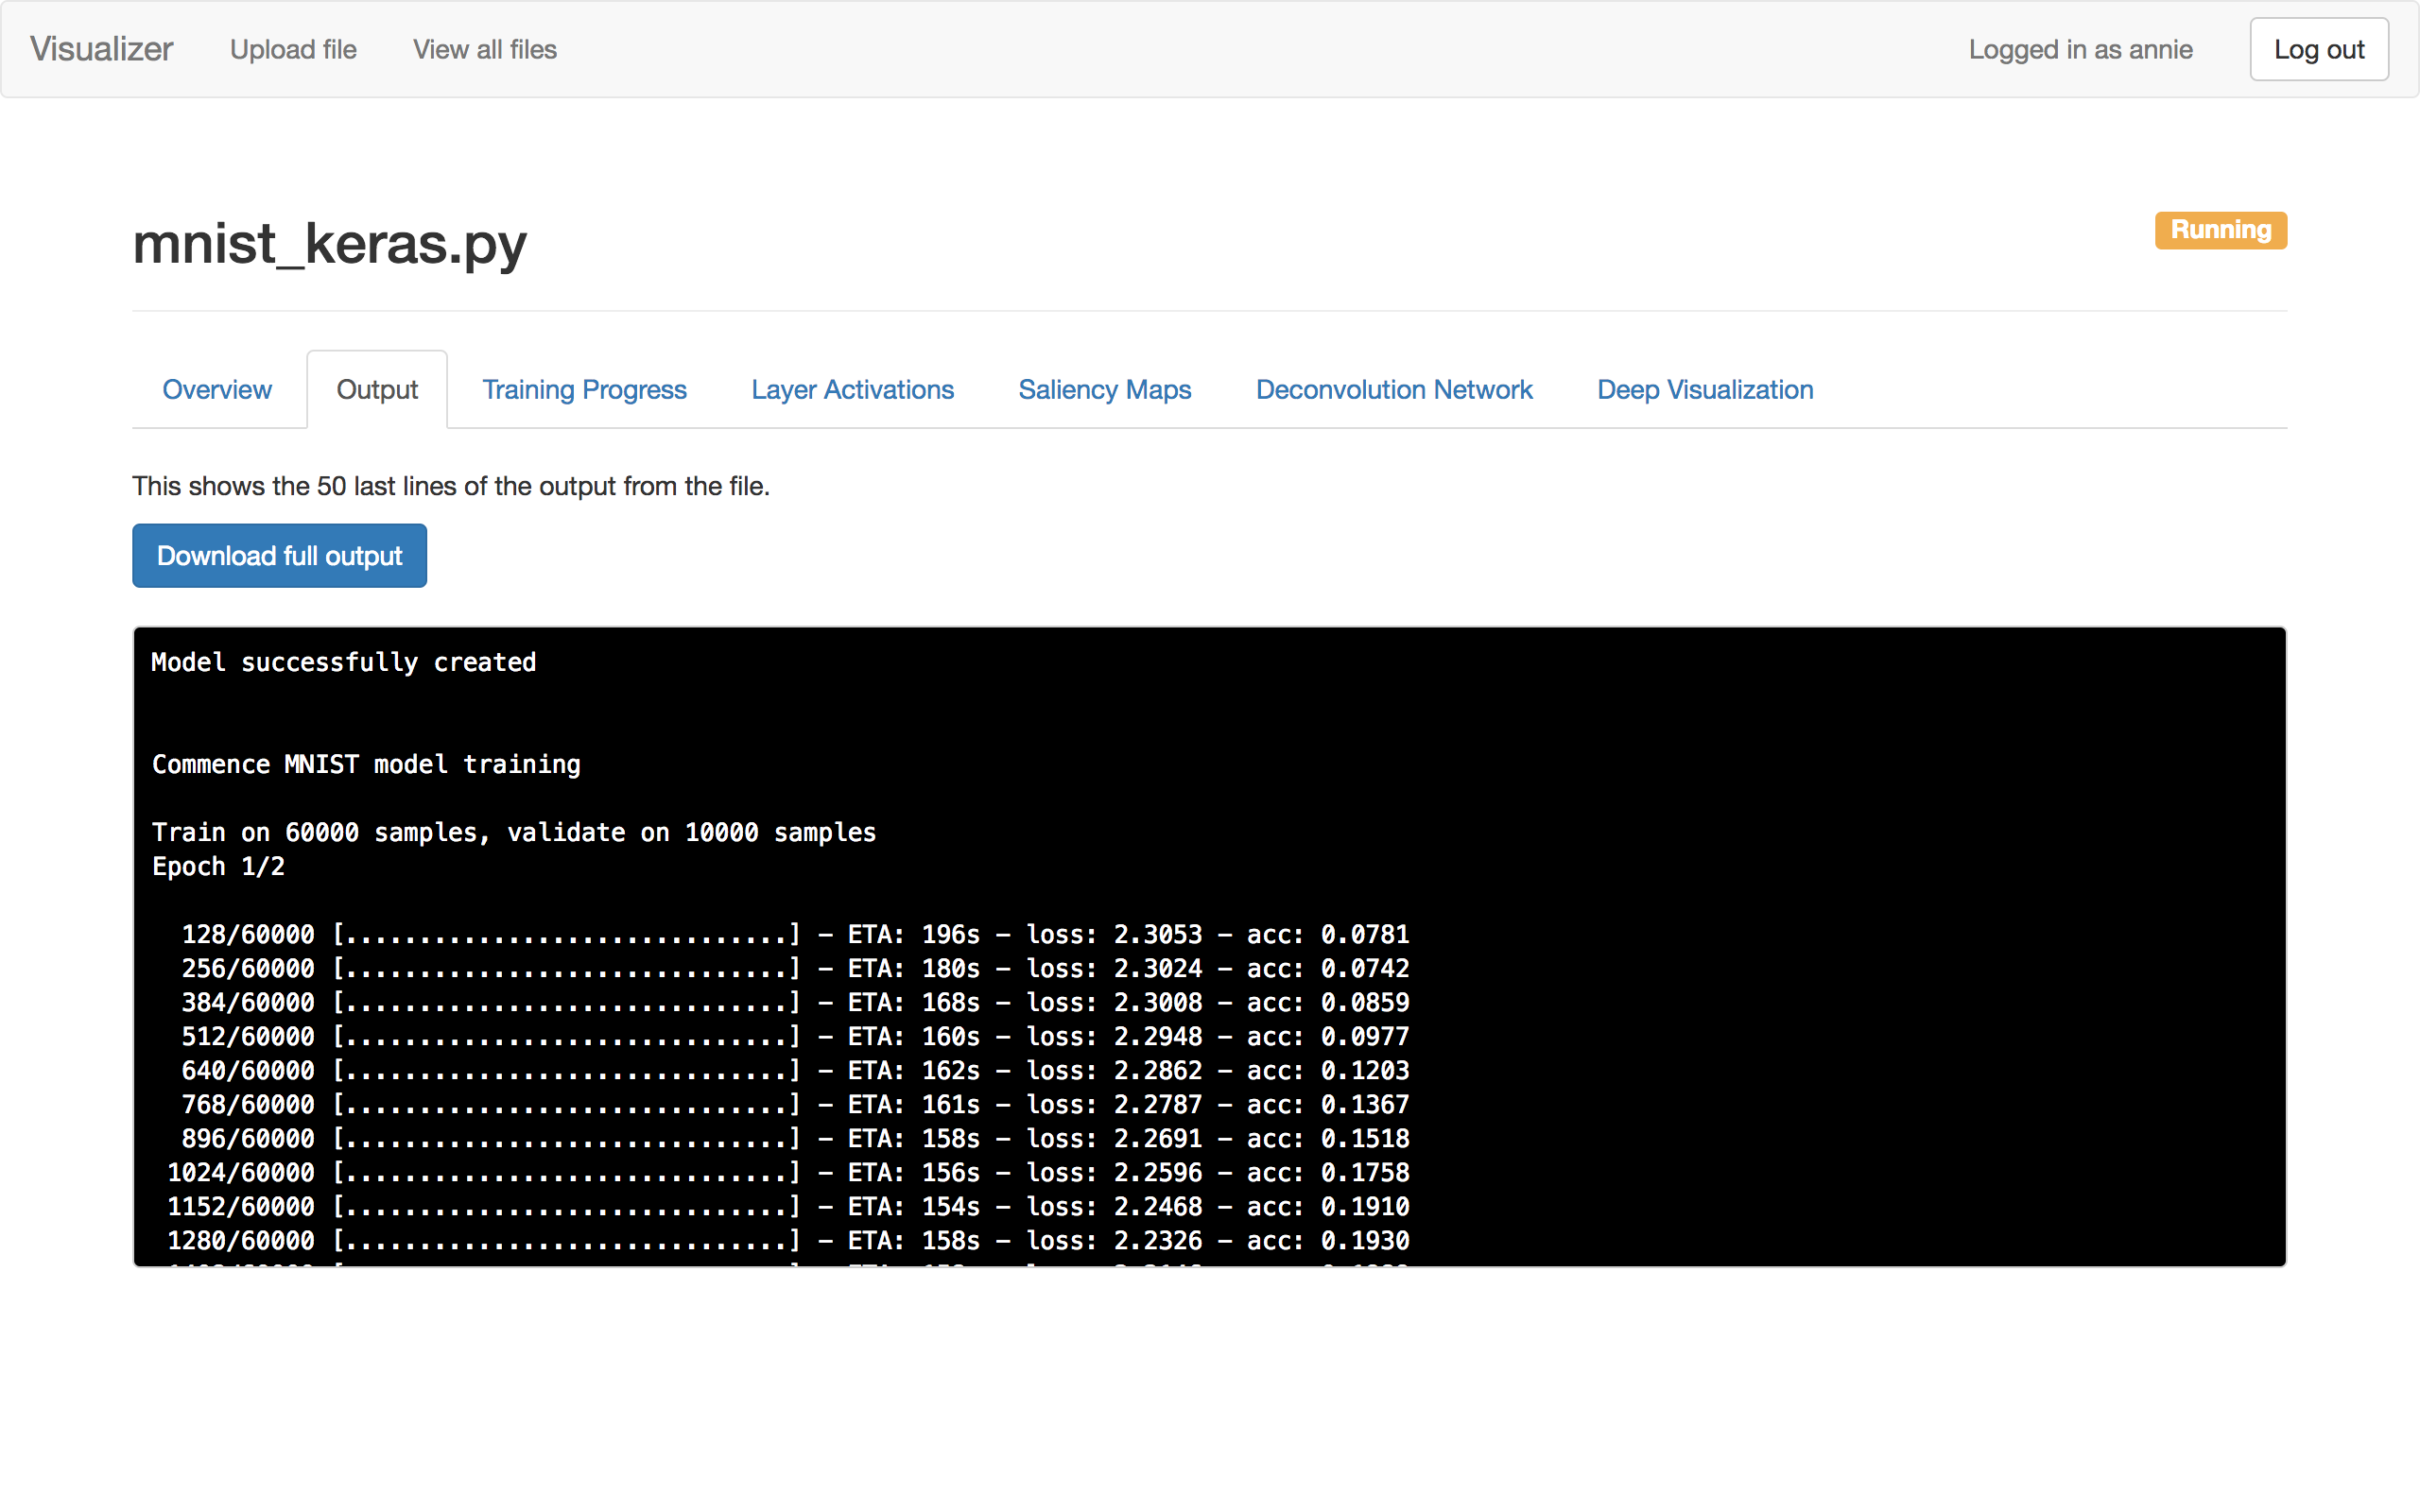 Visualizer Upload file View all files Logged in as annie Log out
mnist_keras.py Running
Overview Output Training Progress Layer Activations Saliency Maps Deconvolution Network Deep Visualization
This shows the 50 last lines of the output from the file.
Download full output
Model successfully created
Commence MNIST model training
Train on 60000 samples, validate on 10000 samples
Epoch 1/2
128/60000 [..............................] - ETA: 196s - loss: 2.3053 - acc: 0.0781
256/60000 [..............................] - ETA: 180s - loss: 2.3024 - acc: 0.0742
384/60000 [..............................] - ETA: 168s - loss: 2.3008 - acc: 0.0859
512/60000 [..............................] - ETA: 160s - loss: 2.2948 - acc: 0.0977
640/60000 [..............................] - ETA: 162s - loss: 2.2862 - acc: 0.1203
768/60000 [..............................] - ETA: 161s - loss: 2.2787 - acc: 0.1367
896/60000 [..............................] - ETA: 158s - loss: 2.2691 - acc: 0.1518
1024/60000 [..............................] - ETA: 156s - loss: 2.2596 - acc: 0.1758
1152/60000 [..............................] - ETA: 154s - loss: 2.2468 - acc: 0.1910
1280/60000 [..............................] - ETA: 158s - loss: 2.2326 - acc: 0.1930